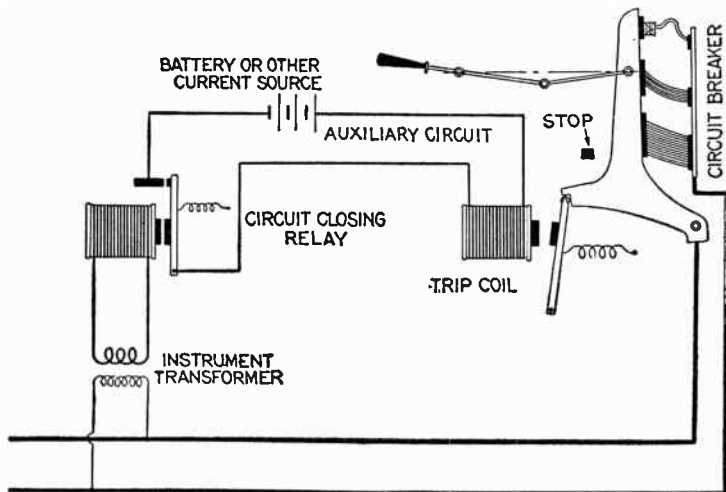 BATTERY OR OTHER
CURRENT SOURCE
AUXILIARY CIRCUIT
STOP
CIRCUIT BREAKER
CIRCUIT CLOSING
RELAY
TRIP COIL
INSTRUMENT
TRANSFORMER